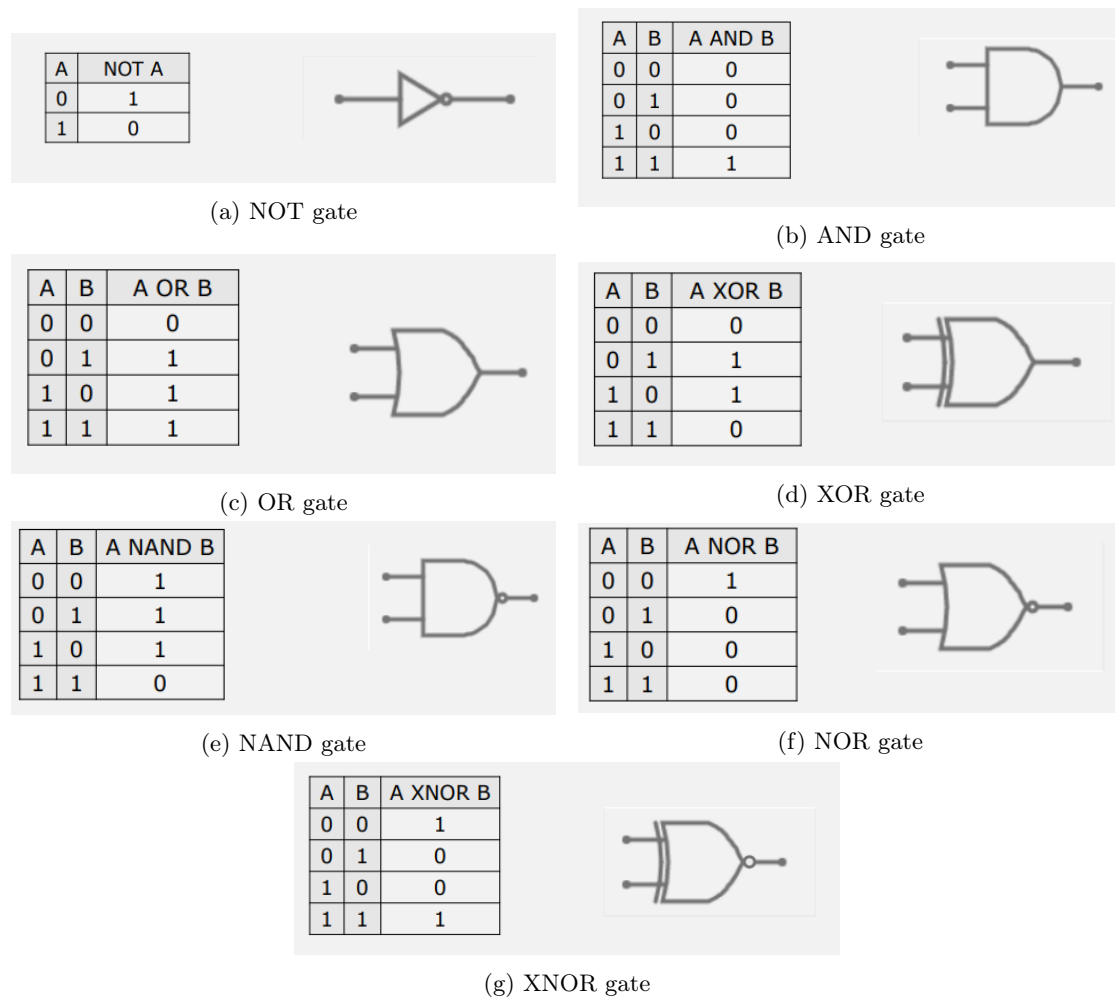 A NOT A
0 1
1 0
(a) NOT gate
A B A AND B
0 0 0
0 1 0
1 0 0
1 1 1
(b) AND gate
A B A OR B
0 0 0
0 1 1
1 0 1
1 1 1
(c) OR gate
A B A XOR B
0 0 0
0 1 1
1 0 1
1 1 0
(d) XOR gate
A B A NAND B
0 0 1
0 1 1
1 0 1
1 1 0
(e) NAND gate
A B A NOR B
0 0 1
0 1 0
1 0 0
1 1 0
(f) NOR gate
A B A XNOR B
0 0 1
0 1 0
1 0 0
1 1 1
(g) XNOR gate